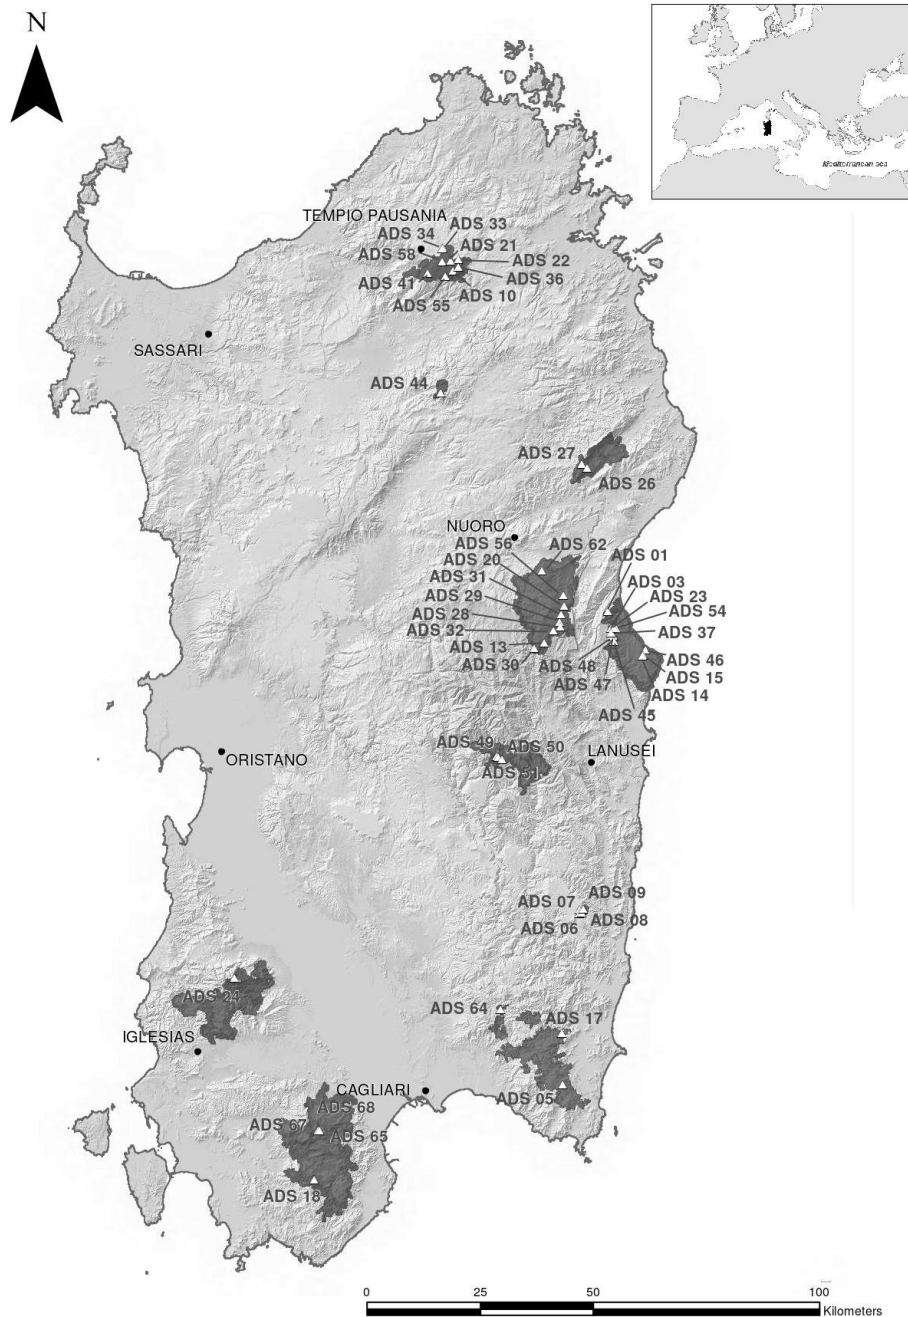 N
Mediterranean sea
TEMPIO PAUSANIA
ADS 33
ADS 34
ADS 21
ADS 58
ADS 22
ADS 41
ADS 36
ADS 10
ADS 55
SASSARI
ADS 44
ADS 27
ADS 26
NUORO
ADS 56
ADS 62
ADS 20
ADS 01
ADS 31
ADS 03
ADS 29
ADS 23
ADS 28
ADS 54
ADS 32
ADS 37
ADS 13
ADS 30
ADS 48
ADS 46
ADS 47
ADS 15
ADS 14
ADS 45
ADS 49
ADS 50
LANUSEI
ORISTANO
ADS 51
ADS 07
ADS 09
ADS 06
ADS 08
ADS 24
ADS 64
ADS 17
IGLESIAS
CAGLIARI
ADS 05
ADS 68
ADS 67
ADS 65
ADS 18
0 25 50 100
Kilometers